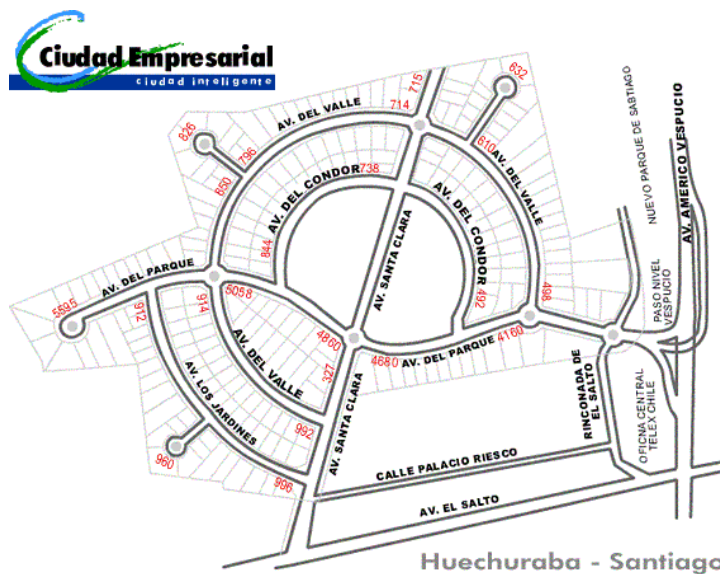 Ciudad Empresarial
ciudad inteligente
715
632
AV. DEL VALLE
714
826
796
810
AV. DEL VALLE
NUEVO PARQUE DE SABTIAGO
AV. AMERICO VESPUCIO
850
AV. DEL CONDOR
738
AV. DEL CONDOR
844
AV. SANTA CLARA
AV. DEL PARQUE
5058
492
498
PASO NIVEL
VESPUCIO
5595
912
914
4860
4160
AV. DEL VALLE
327
4680
AV. DEL PARQUE
RINCONADA DE
EL SALTO
AV. LOS JARDINES
AV. SANTA CLARA
OFICNA CENTRAL
TELEX CHILE
992
960
996
CALLE PALACIO RIESCO
AV. EL SALTO
Huechuraba - Santiago